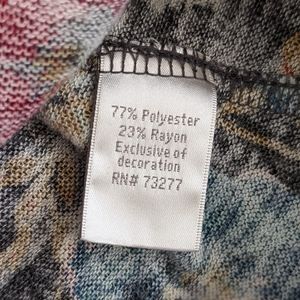 77% Polyester
23% Rayon
Exclusive of
decoration
RN# 73277